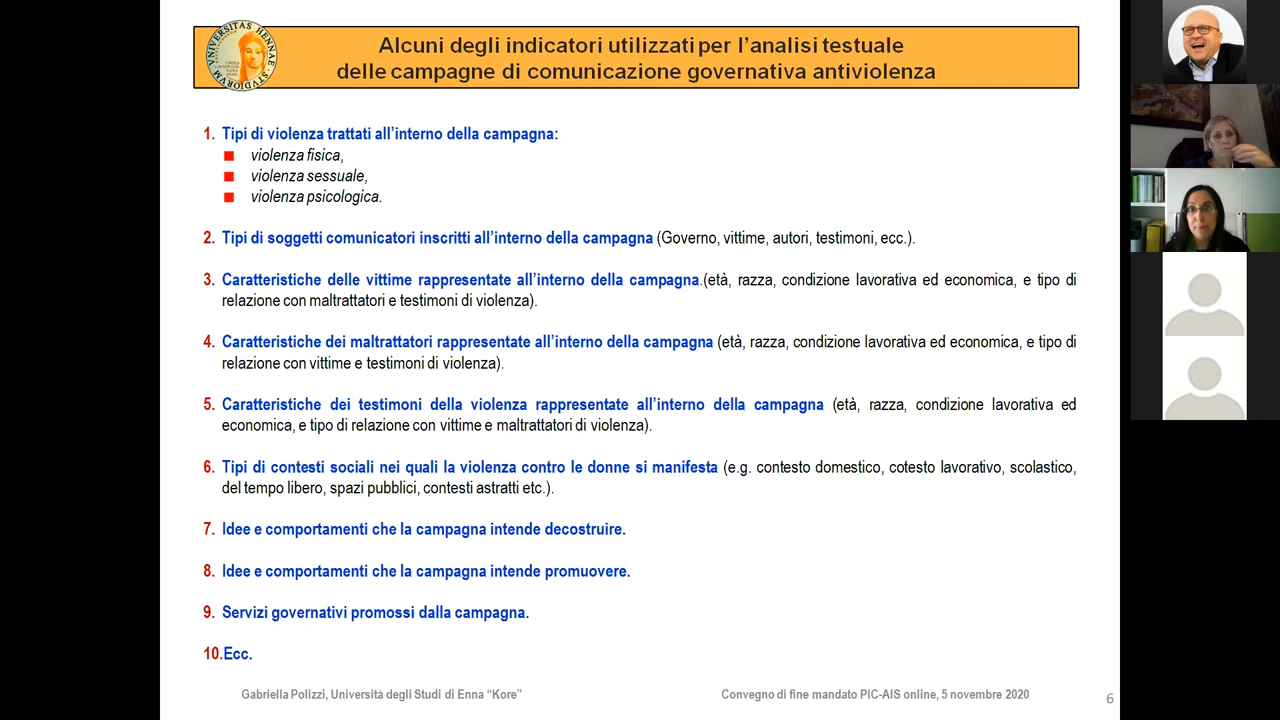 Alcuni degli indicatori utilizzati per l'analisi testuale
delle campagne di comunicazione governativa antiviolenza
UNIVERSITAS HENNAE STUDIORVM
1. Tipi di violenza trattati all'interno della campagna:
violenza fisica,
violenza sessuale,
violenza psicologica.
2. Tipi di soggetti comunicatori inscritti all'interno della campagna (Governo, vittime, autori, testimoni, ecc.).
3. Caratteristiche delle vittime rappresentate all'interno della campagna.(età, razza, condizione lavorativa ed economica, e tipo di
relazione con maltrattatori e testimoni di violenza).
4. Caratteristiche dei maltrattatori rappresentate all'interno della campagna (età, razza, condizione lavorativa ed economica, e tipo di
relazione con vittime e testimoni di violenza).
5. Caratteristiche dei testimoni della violenza rappresentate all'interno della campagna (età, razza, condizione lavorativa ed
economica, e tipo di relazione con vittime e maltrattatori di violenza).
6. Tipi di contesti sociali nei quali la violenza contro le donne si manifesta (e.g. contesto domestico, cotesto lavorativo, scolastico,
del tempo libero, spazi pubblici, contesti astratti etc.).
7. Idee e comportamenti che la campagna intende decostruire.
8. Idee e comportamenti che la campagna intende promuovere.
9. Servizi governativi promossi dalla campagna.
10.Ecc.
Gabriella Polizzi, Università degli Studi di Enna "Kore"
Convegno di fine mandato PIC-AIS online, 5 novembre 2020
6